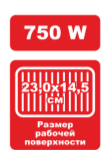 750 W
23,0x14,5
см
Размер
рабочей
поверхности